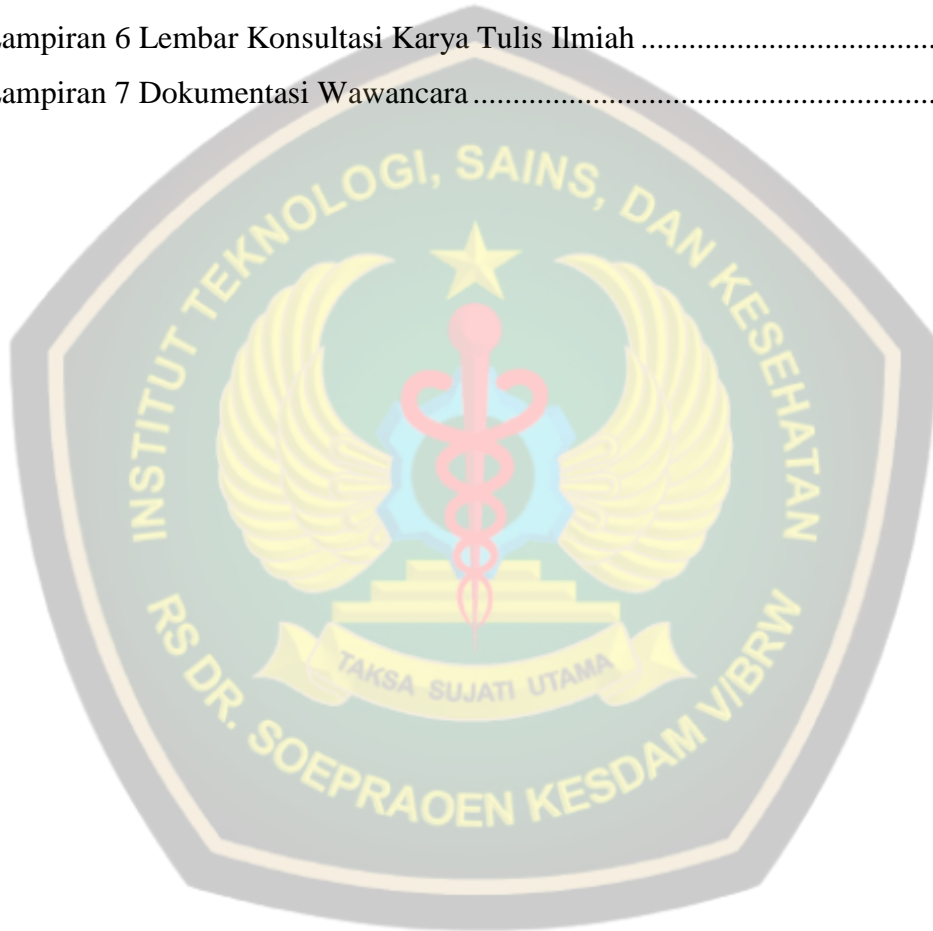 ampiran 6 Lembar Konsultasi Karya Tulis Ilmiah ....................................
ampiran 7 Dokumentasi Wawancara .........................................................
INSTITUT TEKNOLOGI, SAINS, DAN KESEHATAN
TAKSA SUJATI UTAMA
RS DR. SOEPRAOEN KESDAM V/BRW